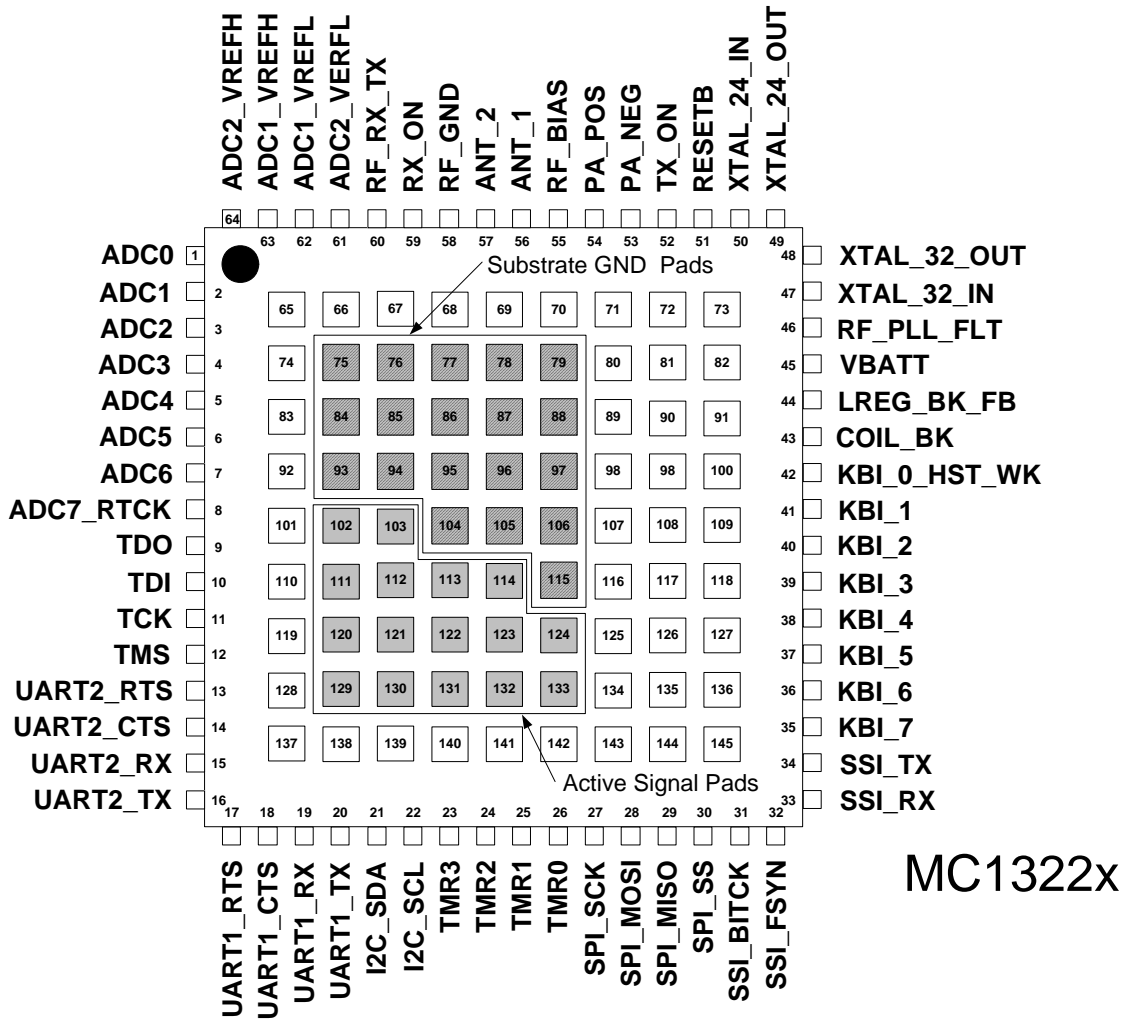 ADC2_VREFH
ADC1_VREFH
ADC1_VREFL
ADC2_VERFL
RF_RX_TX
RX_ON
RF_GND
ANT_2
ANT_1
RF_BIAS
PA_POS
PA_NEG
TX_ON
RESETB
XTAL_24_IN
XTAL_24_OUT
64 63 62 61 60 59 58 57 56 55 54 53 52 51 50 49
ADC0 1
ADC1 2
ADC2 3
ADC3 4
ADC4 5
ADC5 6
ADC6 7
ADC7_RTCK 8
TDO 9
TDI 10
TCK 11
TMS 12
UART2_RTS 13
UART2_CTS 14
UART2_RX 15
UART2_TX 16
Substrate GND Pads
65 66 67 68 69 70 71 72 73
74 75 76 77 78 79 80 81 82
83 84 85 86 87 88 89 90 91
92 93 94 95 96 97 98 98 100
101 102 103 104 105 106 107 108 109
110 111 112 113 114 115 116 117 118
119 120 121 122 123 124 125 126 127
128 129 130 131 132 133 134 135 136
137 138 139 140 141 142 143 144 145
Active Signal Pads
48 XTAL_32_OUT
47 XTAL_32_IN
46 RF_PLL_FLT
45 VBATT
44 LREG_BK_FB
43 COIL_BK
42 KBI_0_HST_WK
41 KBI_1
40 KBI_2
39 KBI_3
38 KBI_4
37 KBI_5
36 KBI_6
35 KBI_7
34 SSI_TX
33 SSI_RX
17 18 19 20 21 22 23 24 25 26 27 28 29 30 31 32
UART1_RTS
UART1_CTS
UART1_RX
UART1_TX
I2C_SDA
I2C_SCL
TMR3
TMR2
TMR1
TMR0
SPI_SCK
SPI_MOSI
SPI_MISO
SPI_SS
SSI_BITCK
SSI_FSYN
MC1322x